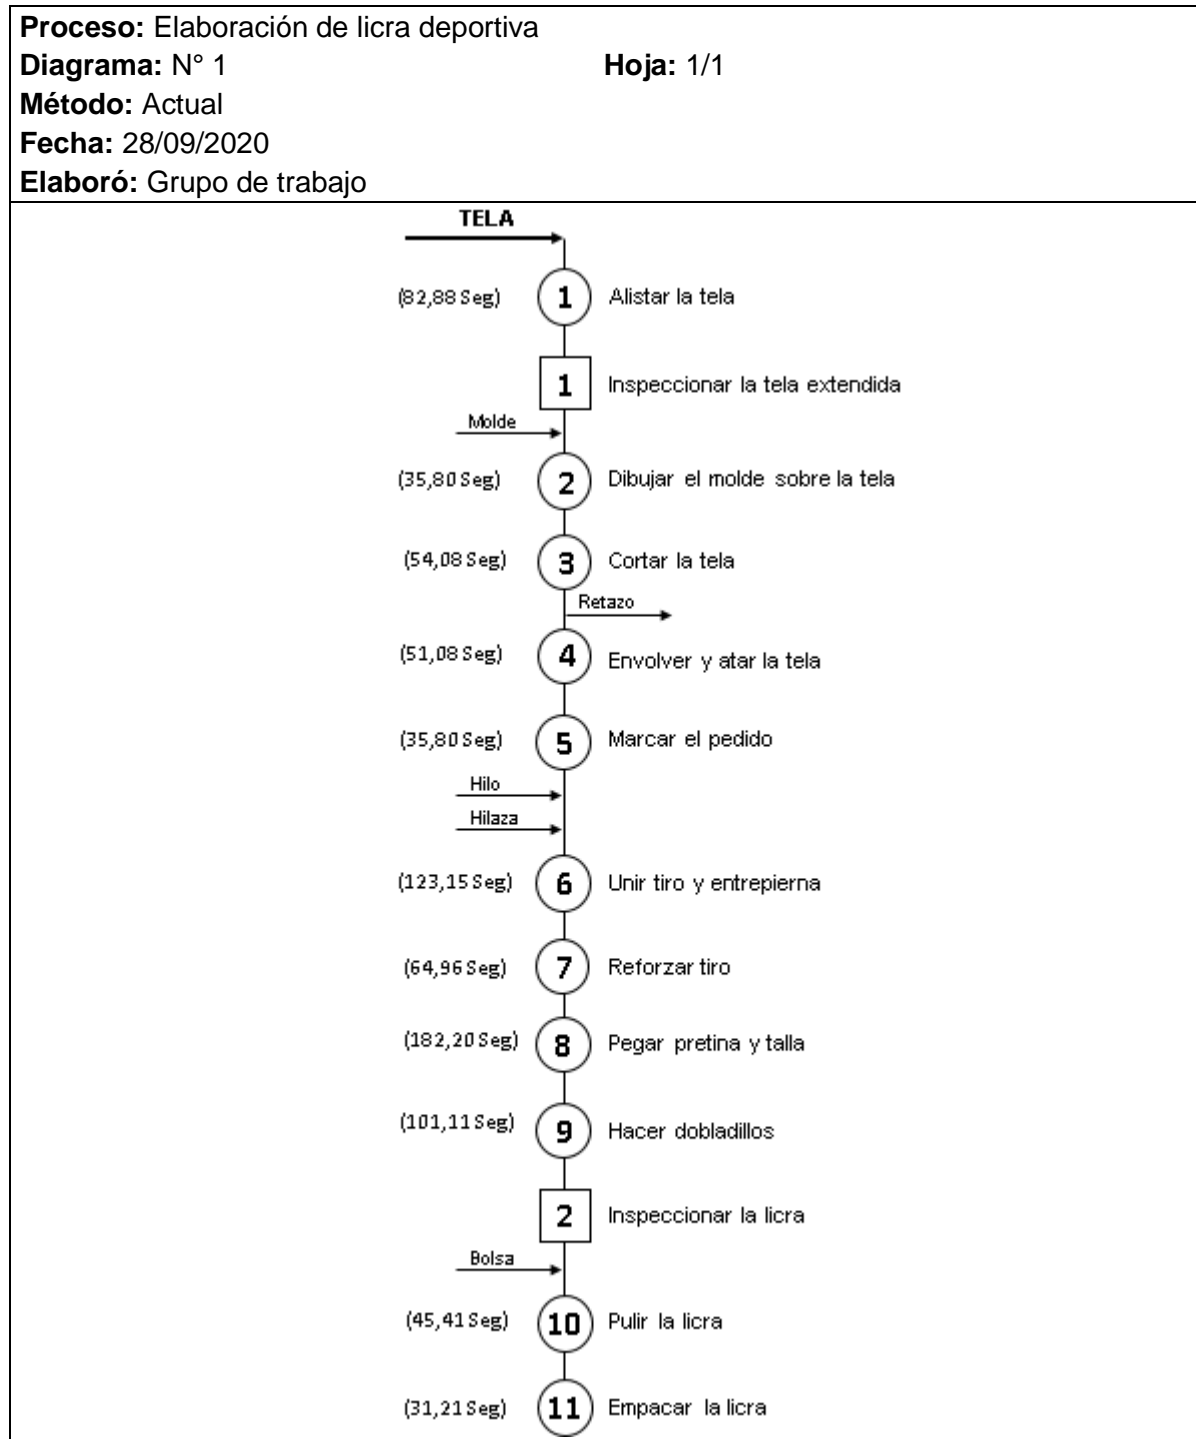 Proceso: Elaboración de licra deportiva
Diagrama: N° 1 Hoja: 1/1
Método: Actual
Fecha: 28/09/2020
Elaboró: Grupo de trabajo
TELA
(82,88 Seg) 1 Alistar la tela
1 Inspeccionar la tela extendida
Molde
(35,80 Seg) 2 Dibujar el molde sobre la tela
(54,08 Seg) 3 Cortar la tela
Retazo
(51,08 Seg) 4 Envolver y atar la tela
(35,80 Seg) 5 Marcar el pedido
Hilo
Hilaza
(123,15 Seg) 6 Unir tiro y entrepierna
(64,96 Seg) 7 Reforzar tiro
(182,20 Seg) 8 Pegar pretina y talla
(101,11 Seg) 9 Hacer dobladillos
2 Inspeccionar la licra
Bolsa
(45,41 Seg) 10 Pulir la licra
(31,21 Seg) 11 Empacar la licra